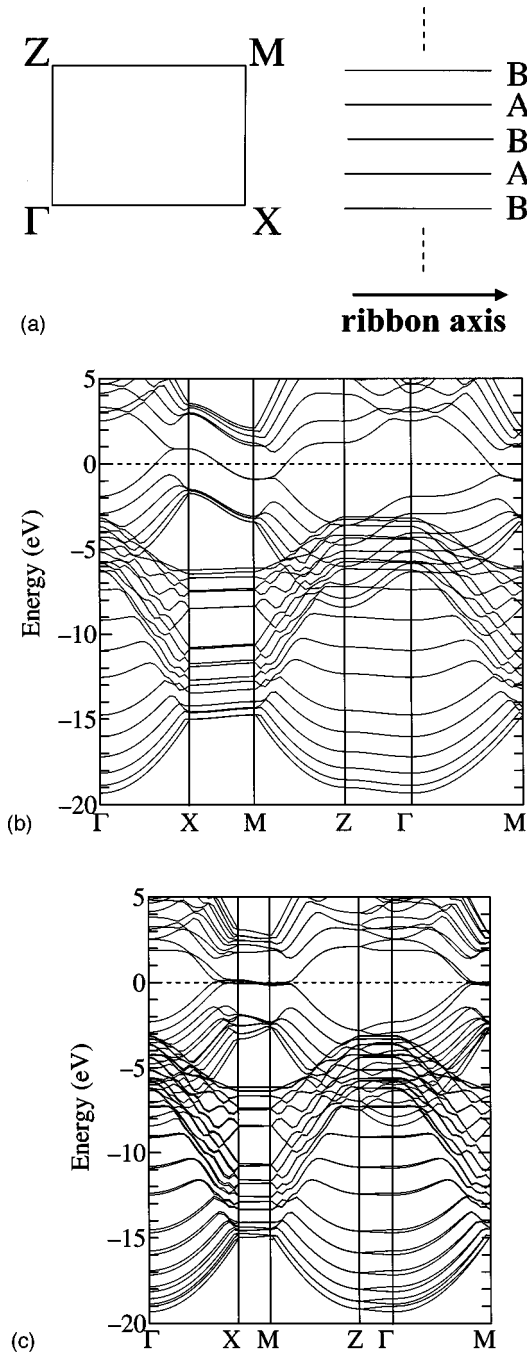 Z M
Γ X
B
A
B
A
B
ribbon axis
(a)
5
0
−5
−10
−15
−20
Energy (eV)
Γ X M Z Γ M
(b)
5
0
−5
−10
−15
−20
Energy (eV)
Γ X M Z Γ M
(c)